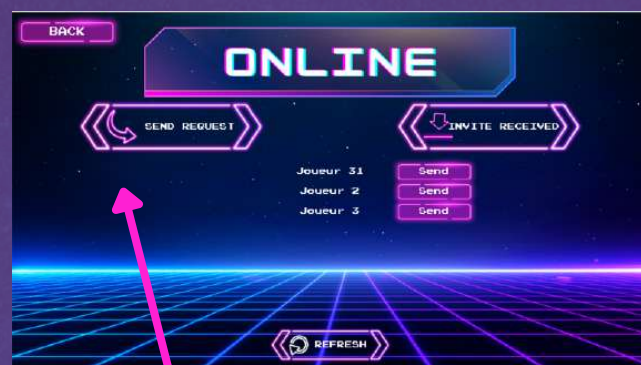 BACK
ONLINE
SEND REQUEST
INVITE RECEIVED
Joueur 31 Send
Joueur 2 Send
Joueur 3 Send
REFRESH